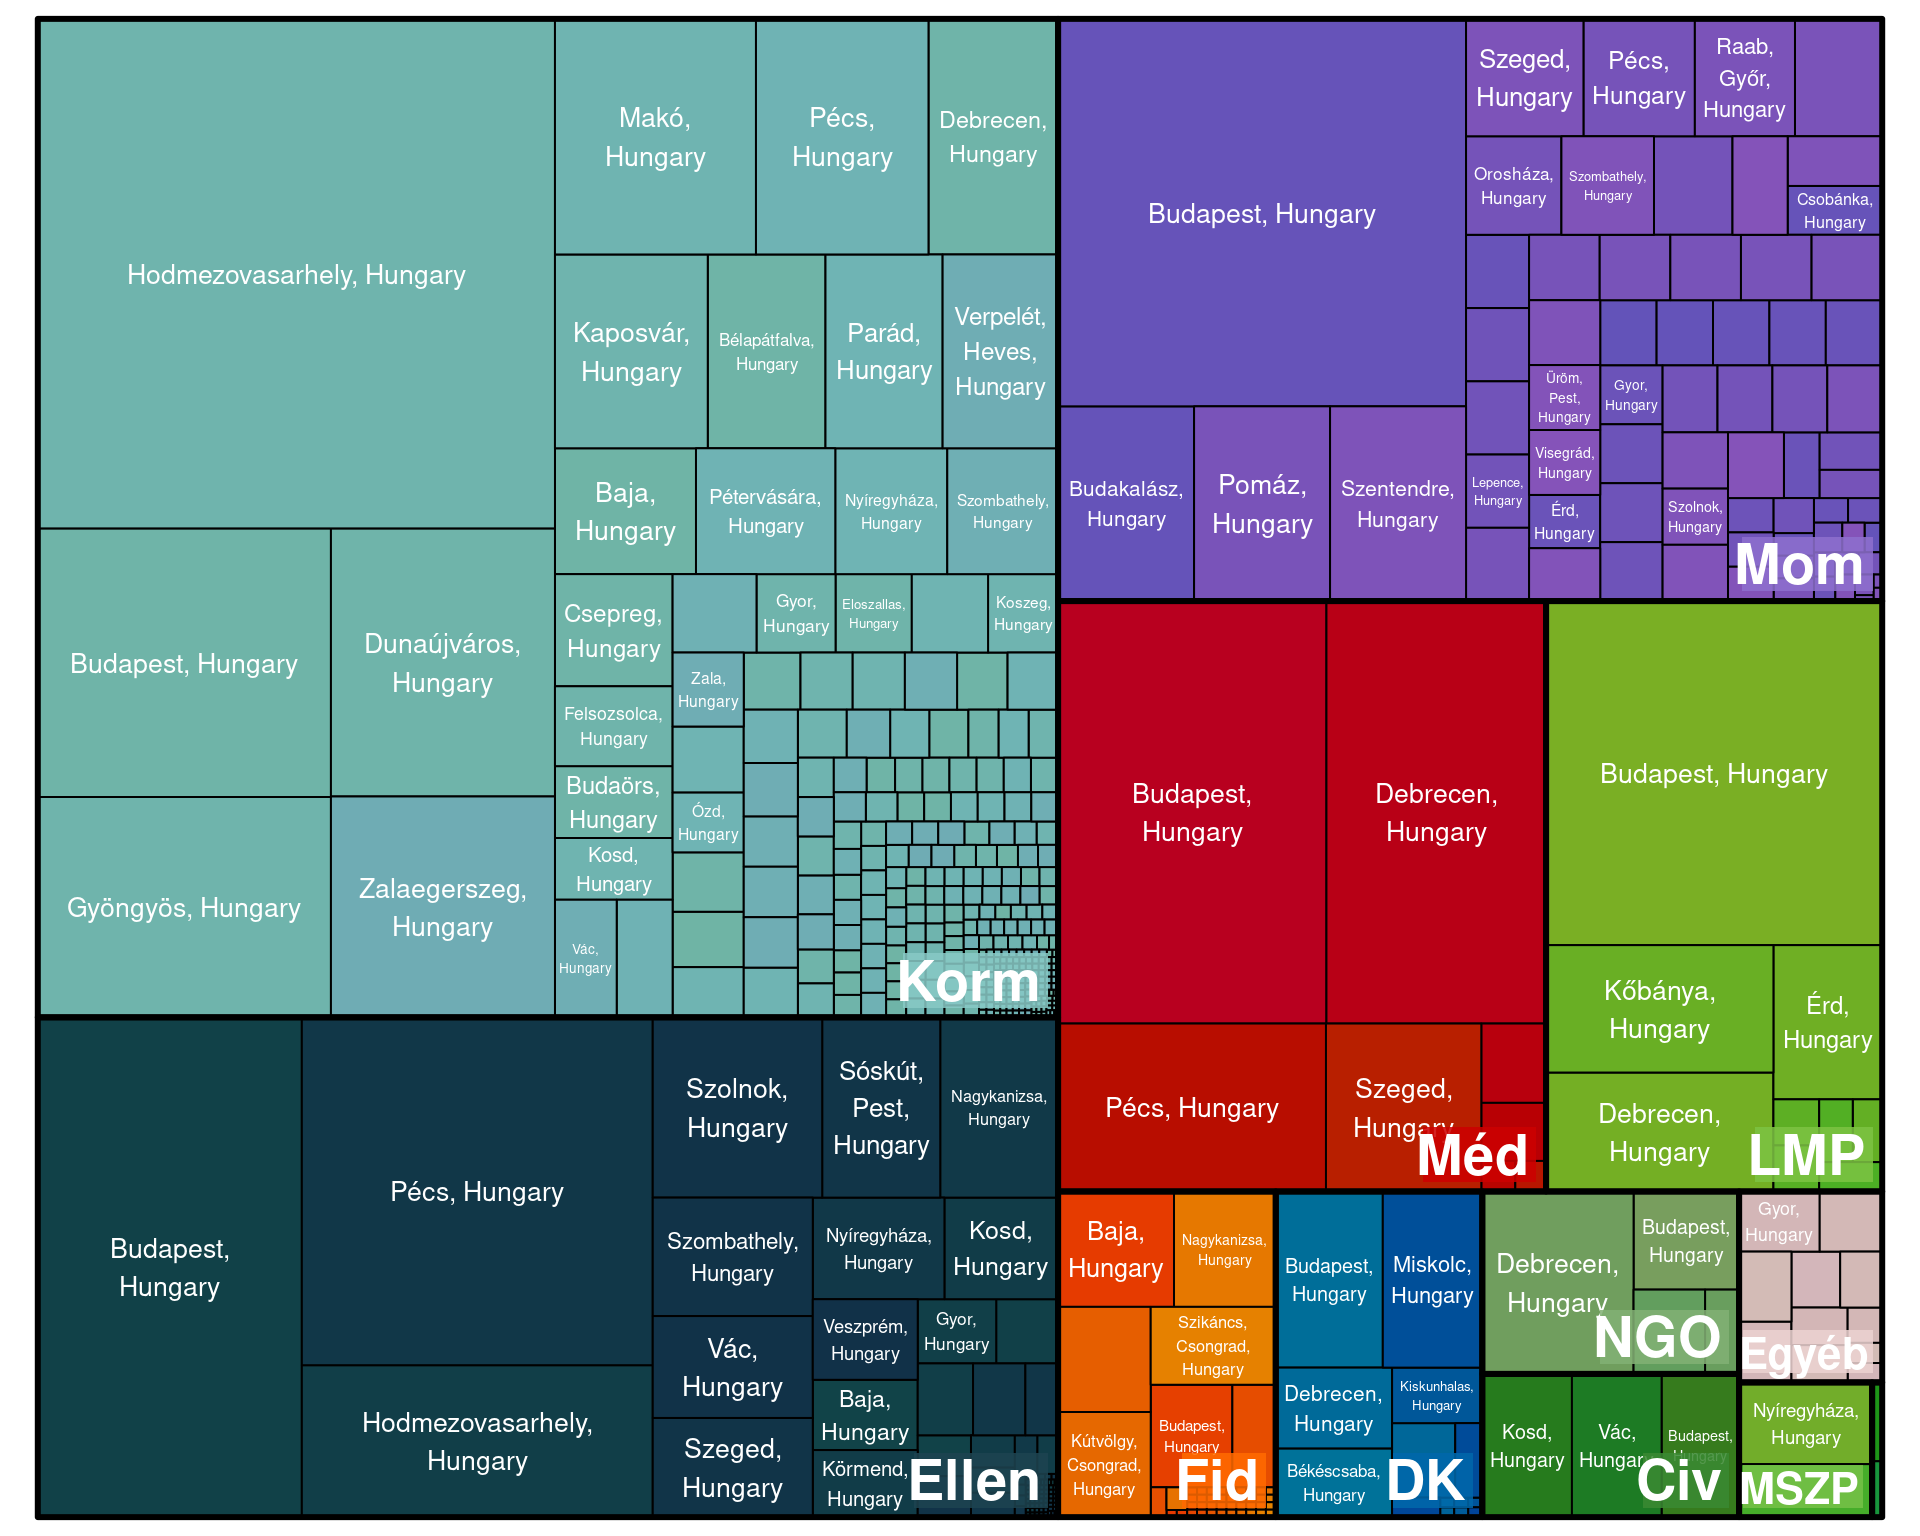 Hodmezovasarhely, Hungary
Budapest, Hungary
Dunaújváros,
Hungary
Gyöngyös, Hungary
Zalaegerszeg,
Hungary
Makó,
Hungary
Pécs,
Hungary
Debrecen,
Hungary
Kaposvár,
Hungary
Bélapátfalva,
Hungary
Parád,
Hungary
Verpelét,
Heves,
Hungary
Baja,
Hungary
Pétervására,
Hungary
Nyíregyháza,
Hungary
Szombathely,
Hungary
Csepreg,
Hungary
Gyor,
Hungary
Eloszallas,
Hungary
Koszeg,
Hungary
Felsozsolca,
Hungary
Zala,
Hungary
Budaörs,
Hungary
Ózd,
Hungary
Kosd,
Hungary
Vác,
Hungary
Korm
Budapest, Hungary
Budakalász,
Hungary
Pomáz,
Hungary
Szentendre,
Hungary
Szeged,
Hungary
Pécs,
Hungary
Raab,
Győr,
Hungary
Orosháza,
Hungary
Szombathely,
Hungary
Csobánka,
Hungary
Üröm,
Pest,
Hungary
Gyor,
Hungary
Visegrád,
Hungary
Lepence,
Hungary
Érd,
Hungary
Szolnok,
Hungary
Mom
Budapest,
Hungary
Debrecen,
Hungary
Pécs, Hungary
Szeged,
Hungary
Méd
Budapest, Hungary
Kőbánya,
Hungary
Érd,
Hungary
Debrecen,
Hungary
LMP
Budapest,
Hungary
Pécs, Hungary
Hodmezovasarhely,
Hungary
Szolnok,
Hungary
Sóskút,
Pest,
Hungary
Nagykanizsa,
Hungary
Szombathely,
Hungary
Nyíregyháza,
Hungary
Kosd,
Hungary
Vác,
Hungary
Veszprém,
Hungary
Gyor,
Hungary
Baja,
Hungary
Szeged,
Hungary
Körmend,
Hungary
Ellen
Baja,
Hungary
Nagykanizsa,
Hungary
Szikáncs,
Csongrad,
Hungary
Kútvölgy,
Csongrad,
Hungary
Budapest,
Hungary
Fid
Budapest,
Hungary
Miskolc,
Hungary
Debrecen,
Hungary
Kiskunhalas,
Hungary
Békéscsaba,
Hungary
DK
Debrecen,
Hungary
Budapest,
Hungary
NGO
Kosd,
Hungary
Vác,
Hungary
Budapest,
Hungary
Civ
Gyor,
Hungary
Egyéb
Nyíregyháza,
Hungary
MSZP